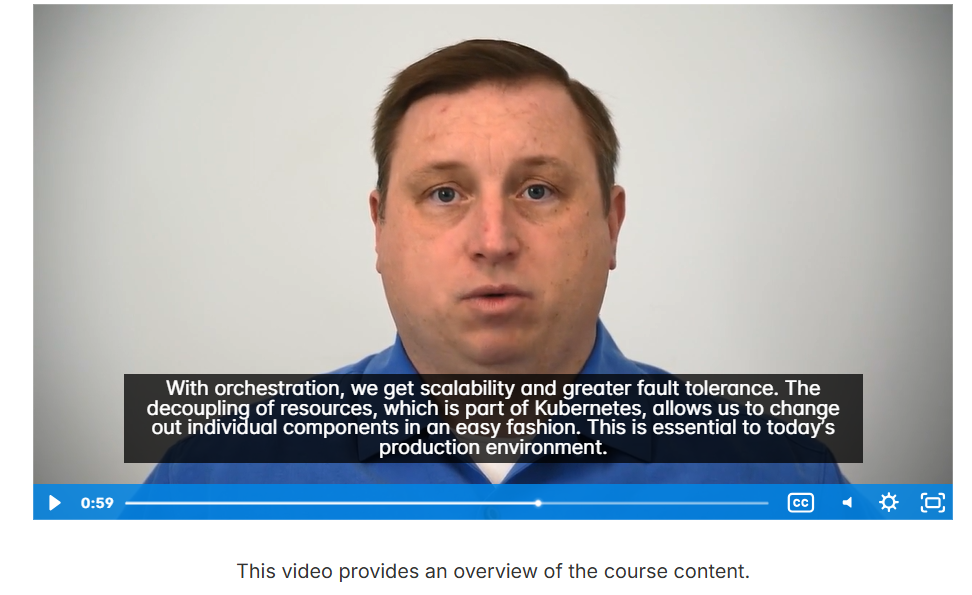 With orchestration, we get scalability and greater fault tolerance. The
decoupling of resources, which is part of Kubernetes, allows us to change
out individual components in an easy fashion. This is essential to today's
production environment.
0:59
CC
This video provides an overview of the course content.